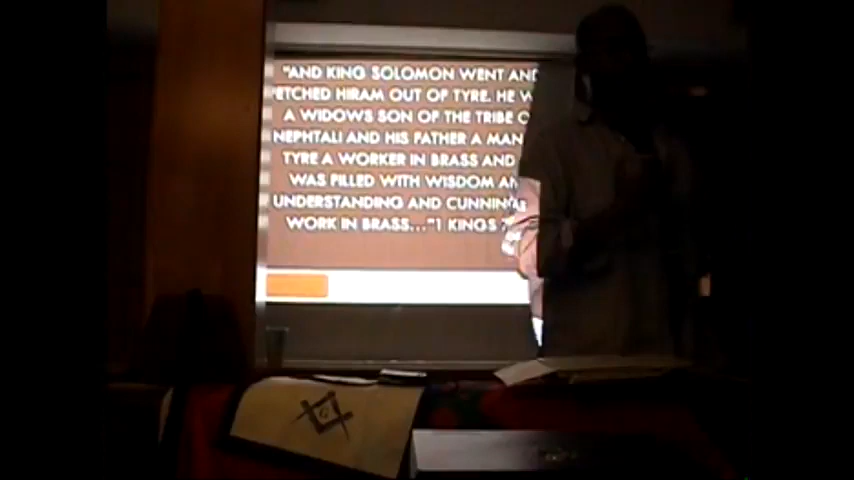 "AND KING SOLOMON WENT AND
ETCHED HIRAM OUT OF TYRE. HE
A WIDOWS SON OF THE TRIBE
NEPHTALI AND HIS FATHER A MAN
TYRE A WORKER IN BRASS AND
WAS FILLED WITH WISDOM AN
UNDERSTANDING AND CUNNING
WORK IN BRASS..."1 KINGS
G